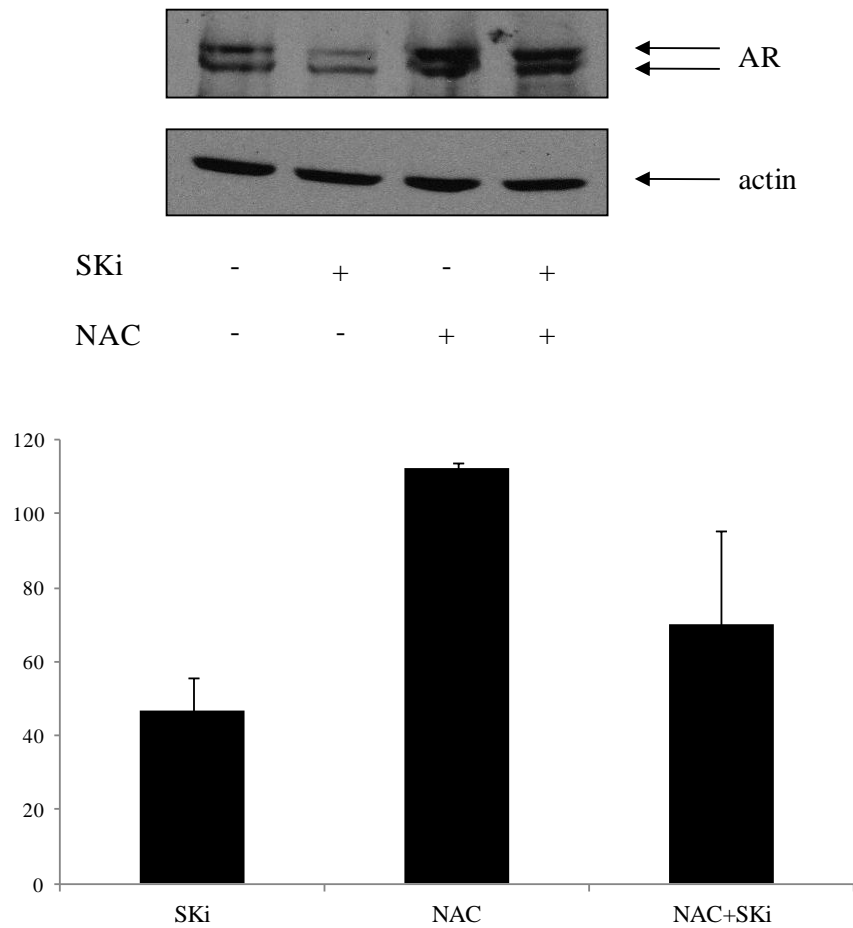 AR
actin
SKi - + - +
NAC - - + +
120
100
80
60
40
20
0
SKi NAC NAC+SKi